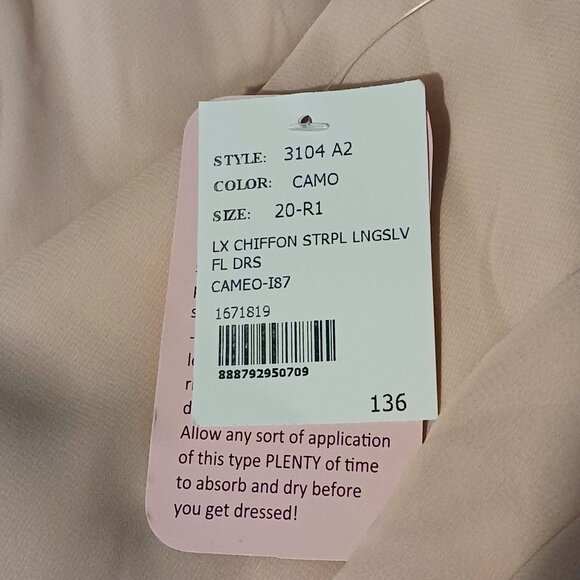 STYLE: 3104 A2
COLOR: CAMO
SIZE: 20-R1
LX CHIFFON STRPL LNGSLV
FL DRS
CAMEO-I87
1671819
888792950709
136
Allow any sort of application
of this type PLENTY of time
to absorb and dry before
you get dressed!